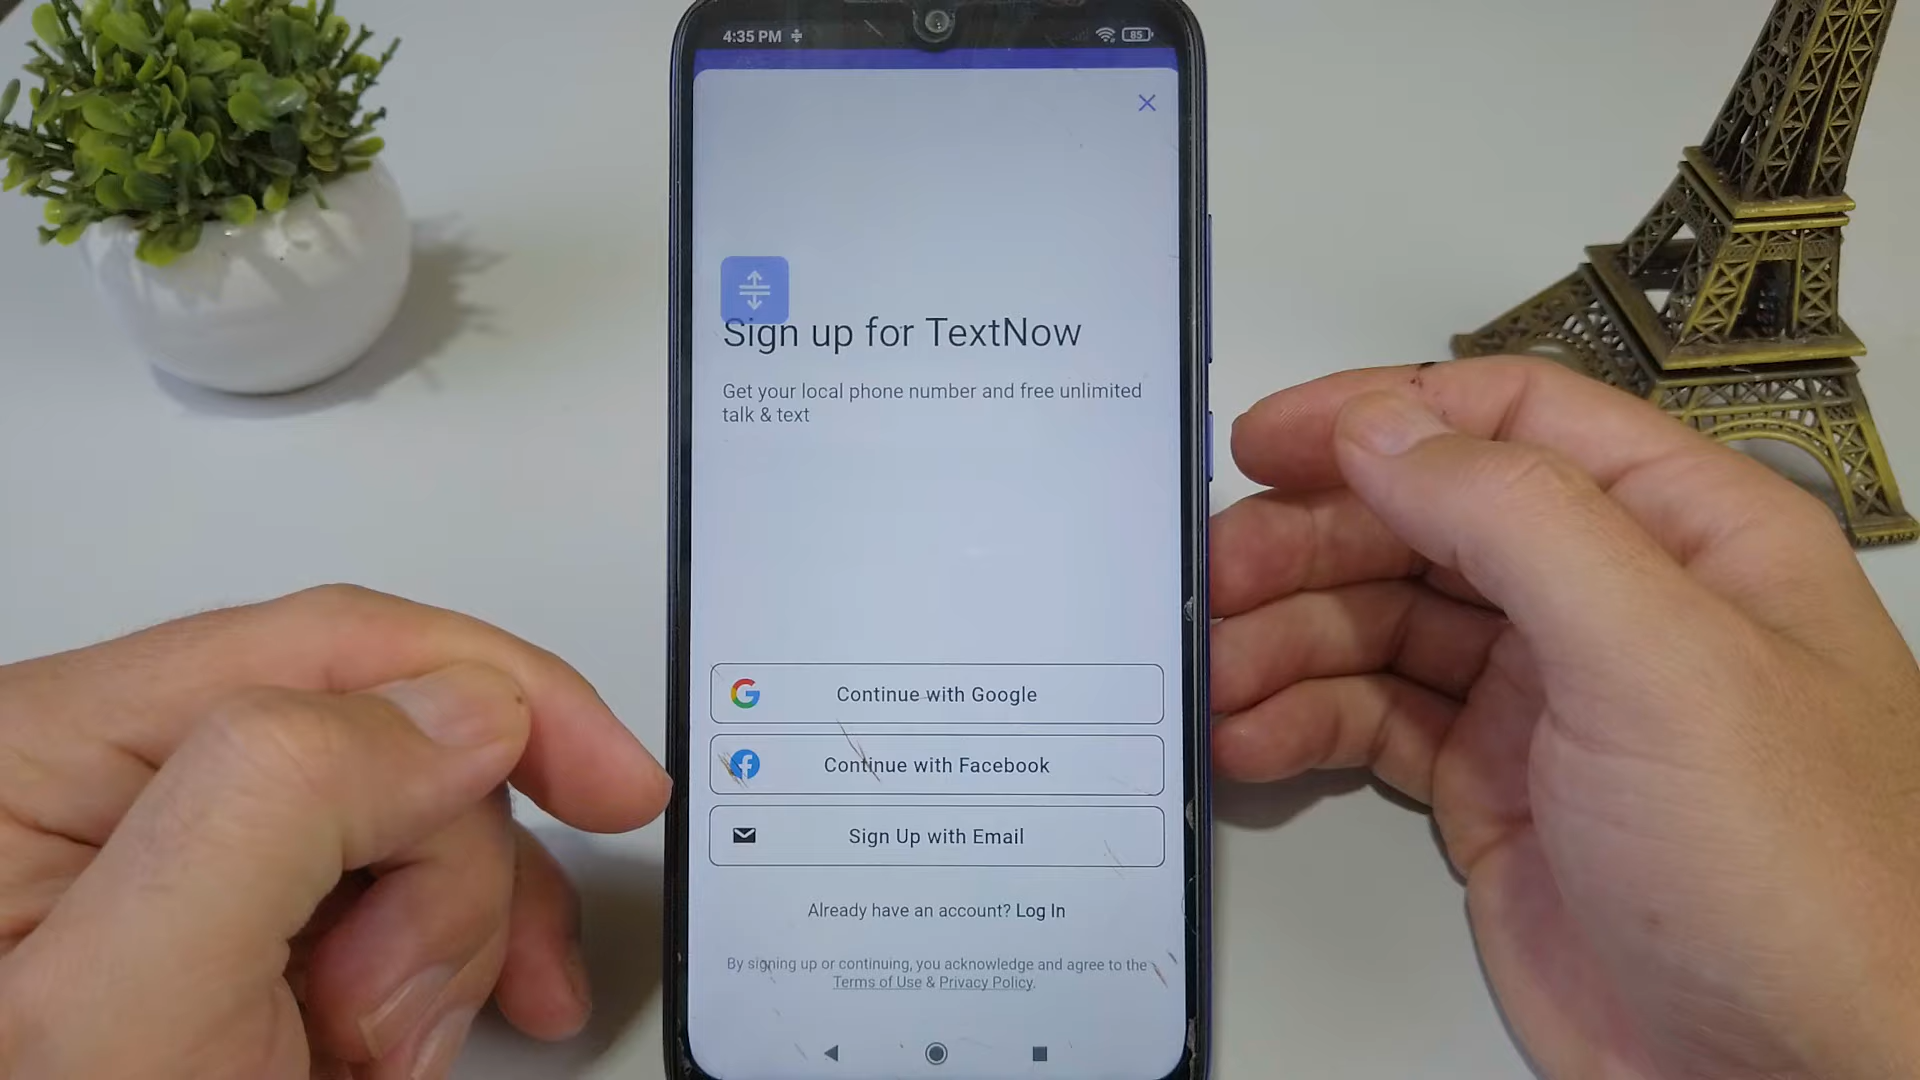 4:35 PM
85
Sign up for TextNow
Get your local phone number and free unlimited
talk & text
Continue with Google
Continue with Facebook
Sign Up with Email
Already have an account? Log In
By signing up or continuing, you acknowledge and agree to the
Terms of Use & Privacy Policy.